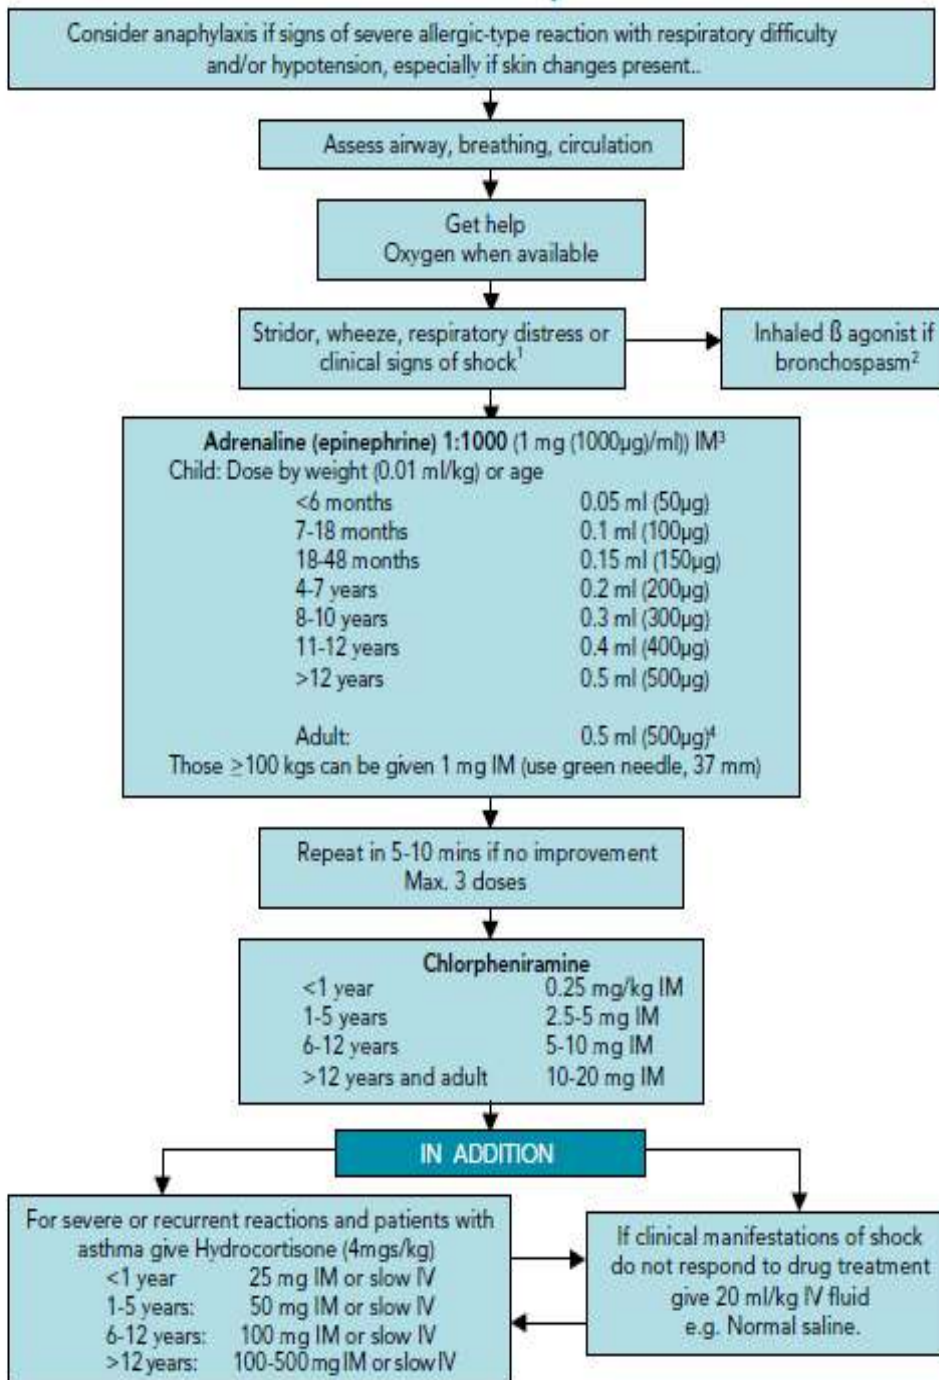 Consider anaphylaxis if signs of severe allergic-type reaction with respiratory difficulty
and/or hypotension, especially if skin changes present..
Assess airway, breathing, circulation
Get help
Oxygen when available
Stridor, wheeze, respiratory distress or
clinical signs of shock¹
Inhaled ß agonist if
bronchospasm²
Adrenaline (epinephrine) 1:1000 (1 mg (1000µg)/ml)) IM³
Child: Dose by weight (0.01 ml/kg) or age
<6 months 0.05 ml (50µg)
7-18 months 0.1 ml (100µg)
18-48 months 0.15 ml (150µg)
4-7 years 0.2 ml (200µg)
8-10 years 0.3 ml (300µg)
11-12 years 0.4 ml (400µg)
>12 years 0.5 ml (500µg)
Adult: 0.5 ml (500µg)⁴
Those ≥100 kgs can be given 1 mg IM (use green needle, 37 mm)
Repeat in 5-10 mins if no improvement
Max. 3 doses
Chlorpheniramine
<1 year 0.25 mg/kg IM
1-5 years 2.5-5 mg IM
6-12 years 5-10 mg IM
>12 years and adult 10-20 mg IM
IN ADDITION
For severe or recurrent reactions and patients with
asthma give Hydrocortisone (4mgs/kg)
<1 year 25 mg IM or slow IV
1-5 years: 50 mg IM or slow IV
6-12 years: 100 mg IM or slow IV
>12 years: 100-500 mg IM or slow IV
If clinical manifestations of shock
do not respond to drug treatment
give 20 ml/kg IV fluid
e.g. Normal saline.